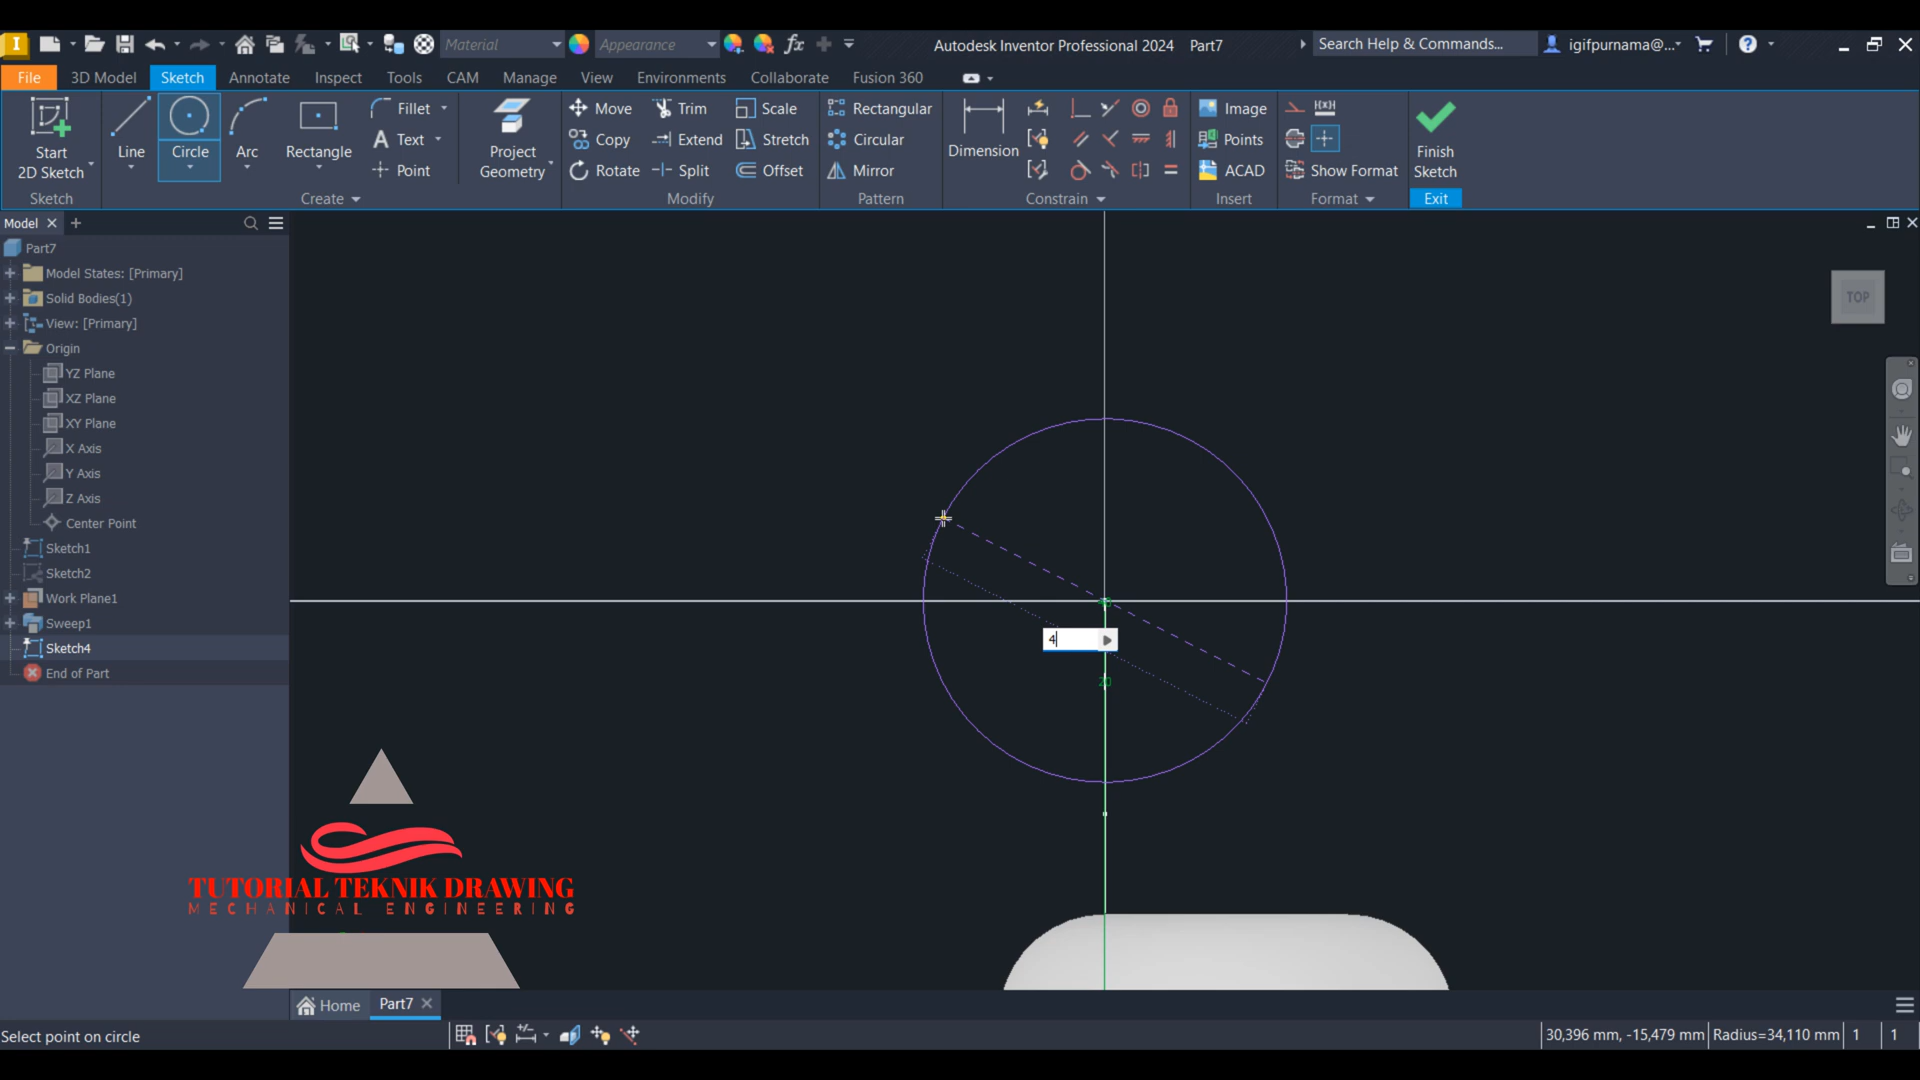 I Material Appearance fx Autodesk Inventor Professional 2024 Part7 Search Help & Commands... igifpurnama@...
File 3D Model Sketch Annotate Inspect Tools CAM Manage View Environments Collaborate Fusion 360
Start 2D Sketch Line Circle Arc Rectangle
Fillet
Text
Point
Project Geometry
Move Trim Scale
Copy Extend Stretch
Rotate Split Offset
Rectangular
Circular
Mirror
Dimension
Image
Points
ACAD
Show Format
Finish Sketch
Sketch Create Modify Pattern Constrain Insert Format Exit
Model
Part7
Model States: [Primary]
Solid Bodies(1)
View: [Primary]
Origin
YZ Plane
XZ Plane
XY Plane
X Axis
Y Axis
Z Axis
Center Point
Sketch1
Sketch2
Work Plane1
Sweep1
Sketch4
End of Part
TOP
4
20
TUTORIAL TEKNIK DRAWING
MECHANICAL ENGINEERING
Home Part7
Select point on circle
30,396 mm, -15,479 mm Radius=34,110 mm 1 1